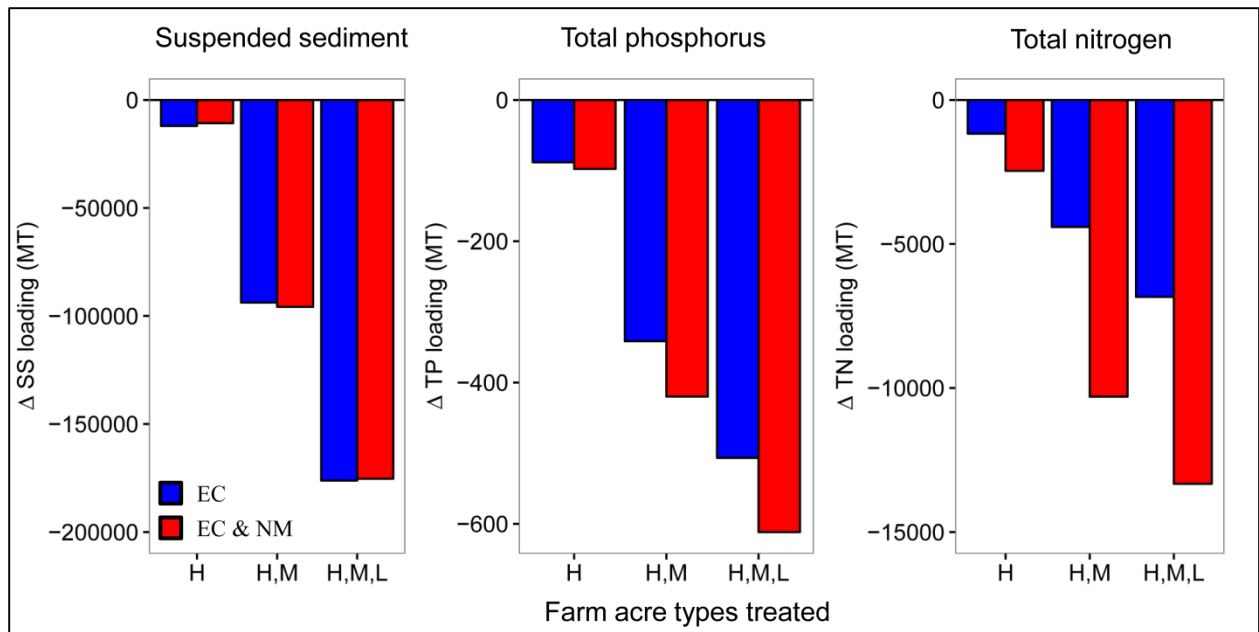 Suspended sediment
Total phosphorus
Total nitrogen
Δ SS loading (MT)
0
−50000
−100000
−150000
−200000
EC
EC & NM
H
H,M
H,M,L
Δ TP loading (MT)
0
−200
−400
−600
H
H,M
H,M,L
Δ TN loading (MT)
0
−5000
−10000
−15000
H
H,M
H,M,L
Farm acre types treated